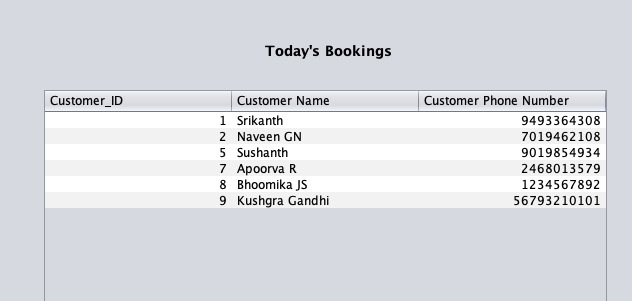 Today's Bookings
Customer_ID Customer Name Customer Phone Number
1 Srikanth 9493364308
2 Naveen GN 7019462108
5 Sushanth 9019854934
7 Apoorva R 2468013579
8 Bhoomika JS 1234567892
9 Kushgra Gandhi 56793210101